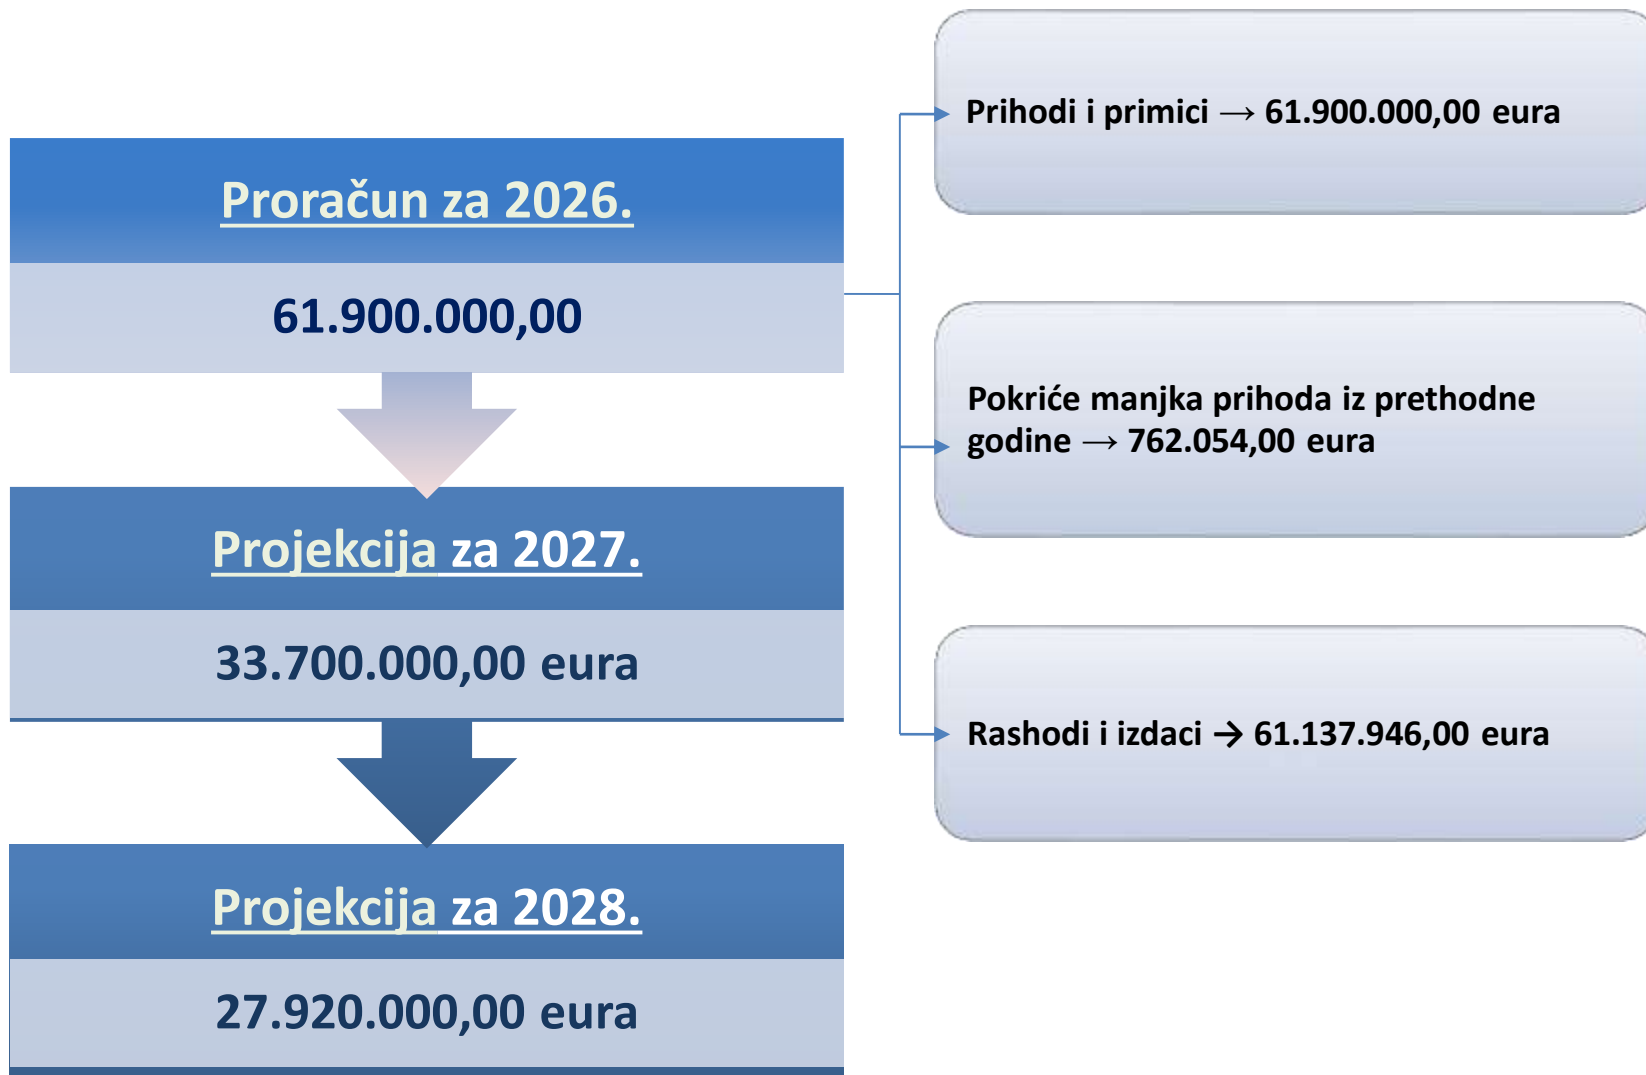 Proračun za 2026.
61.900.000,00
Projekcija za 2027.
33.700.000,00 eura
Projekcija za 2028.
27.920.000,00 eura
Prihodi i primici → 61.900.000,00 eura
Pokriće manjka prihoda iz prethodne
godine → 762.054,00 eura
Rashodi i izdaci → 61.137.946,00 eura